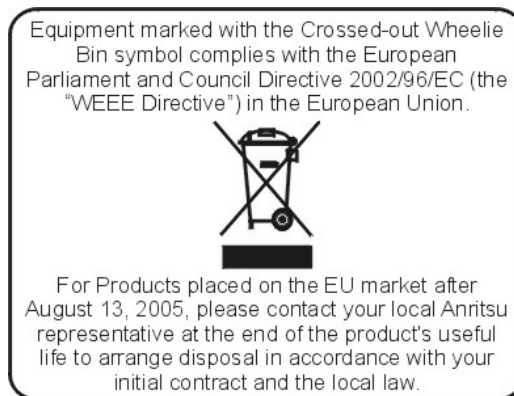 Equipment marked with the Crossed-out Wheelie
Bin symbol complies with the European
Parliament and Council Directive 2002/96/EC (the
“WEEE Directive”) in the European Union.
For Products placed on the EU market after
August 13, 2005, please contact your local Anritsu
representative at the end of the product's useful
life to arrange disposal in accordance with your
initial contract and the local law.